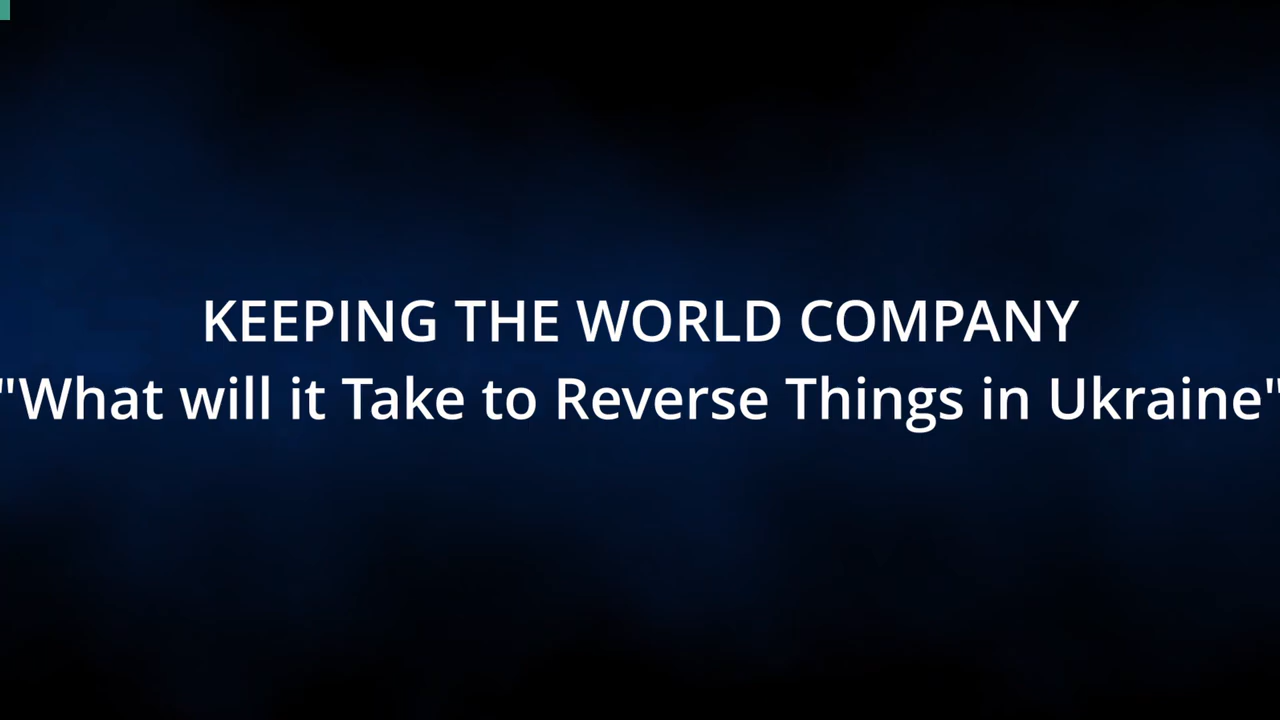 KEEPING THE WORLD COMPANY
"What will it Take to Reverse Things in Ukraine"